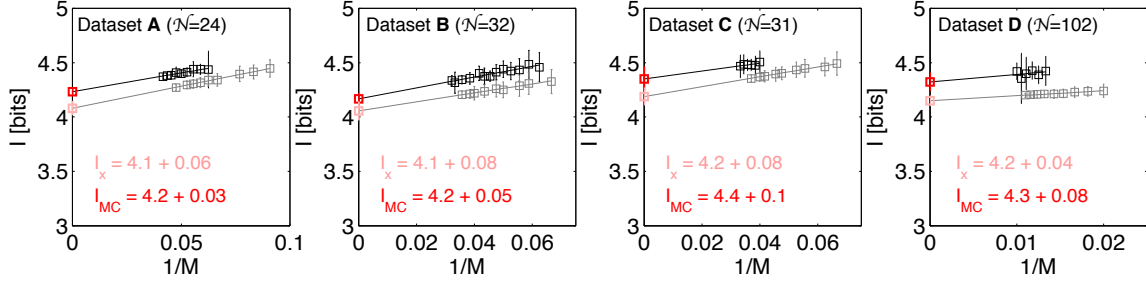 Dataset A (𝒩=24)
I [bits]
5
4.5
4
3.5
3
I_x = 4.1 + 0.06
I_MC = 4.2 + 0.03
0
0.05
0.1
1/M
Dataset B (𝒩=32)
I [bits]
5
4.5
4
3.5
3
I_x = 4.1 + 0.08
I_MC = 4.2 + 0.05
0
0.02
0.04
0.06
1/M
Dataset C (𝒩=31)
I [bits]
5
4.5
4
3.5
3
I_x = 4.2 + 0.08
I_MC = 4.4 + 0.1
0
0.02
0.04
0.06
1/M
Dataset D (𝒩=102)
I [bits]
5
4.5
4
3.5
3
I_x = 4.2 + 0.04
I_MC = 4.3 + 0.08
0
0.01
0.02
1/M